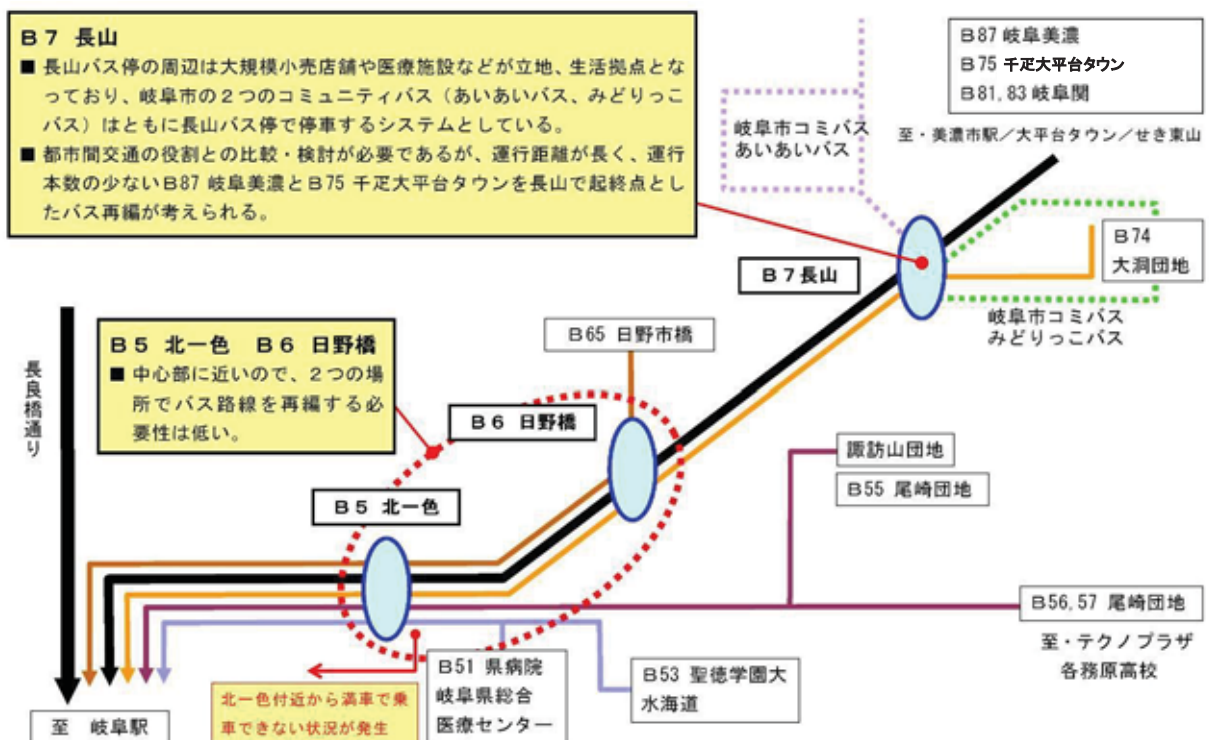 B7 長山
■ 長山バス停の周辺は大規模小売店舗や医療施設などが立地、生活拠点とな
っており、岐阜市の2つのコミュニティバス(あいあいバス、みどりっこ
バス)はともに長山バス停で停車するシステムとしている。
■ 都市間交通の役割との比較・検討が必要であるが、運行距離が長く、運行
本数の少ないB87 岐阜美濃とB75 千疋大平台タウンを長山で起終点とし
たバス再編が考えられる。
B87 岐阜美濃
B75 千疋大平台タウン
B81,83 岐阜関
至・美濃市駅/大平台タウン/せき東山
岐阜市コミバス
あいあいバス
B74
大洞団地
B7長山
岐阜市コミバス
みどりっこバス
B65 日野市橋
長良橋通り
B5 北一色 B6 日野橋
■ 中心部に近いので、2つの場
所でバス路線を再編する必
要性は低い。
B6 日野橋
諏訪山団地
B55 尾崎団地
B5 北一色
B56,57 尾崎団地
至・テクノプラザ
各務原高校
B51 県病院
岐阜県総合
医療センター
B53 聖徳学園大
水海道
北一色付近から満車で乗
車できない状況が発生
至 岐阜駅